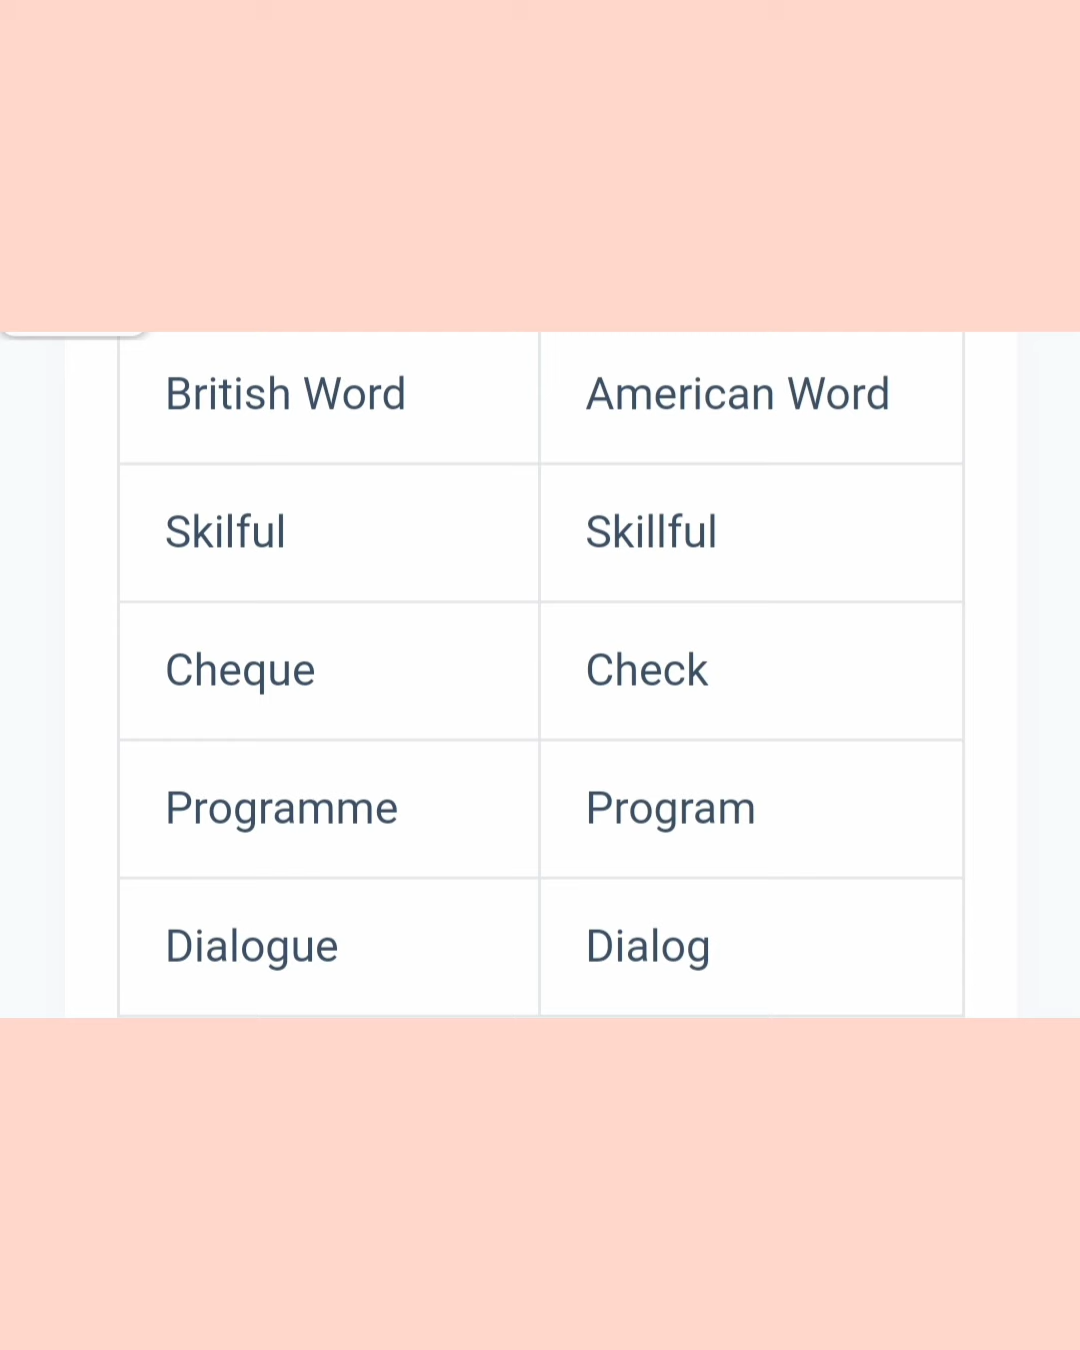 British Word American Word
Skilful Skillful
Cheque Check
Programme Program
Dialogue Dialog